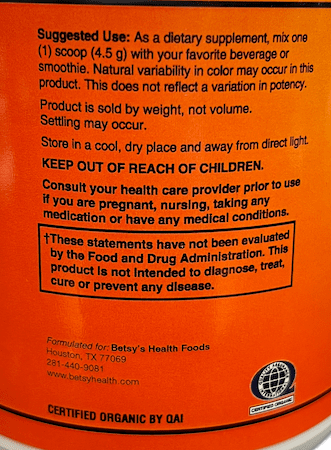 Suggested Use: As a dietary supplement, mix one
(1) scoop (4.5 g) with your favorite beverage or
smoothie. Natural variability in color may occur in this
product. This does not reflect a variation in potency.
Product is sold by weight, not volume.
Settling may occur.
Store in a cool, dry place and away from direct light.
KEEP OUT OF REACH OF CHILDREN.
Consult your health care provider prior to use
if you are pregnant, nursing, taking any
medication or have any medical conditions.
†These statements have not been evaluated
by the Food and Drug Administration. This
product is not intended to diagnose, treat,
cure or prevent any disease.
Formulated for: Betsy's Health Foods
Houston, TX 77069
281-440-9081
www.betsyhealth.com
CERTIFIED ORGANIC
CERTIFIED ORGANIC BY QAI